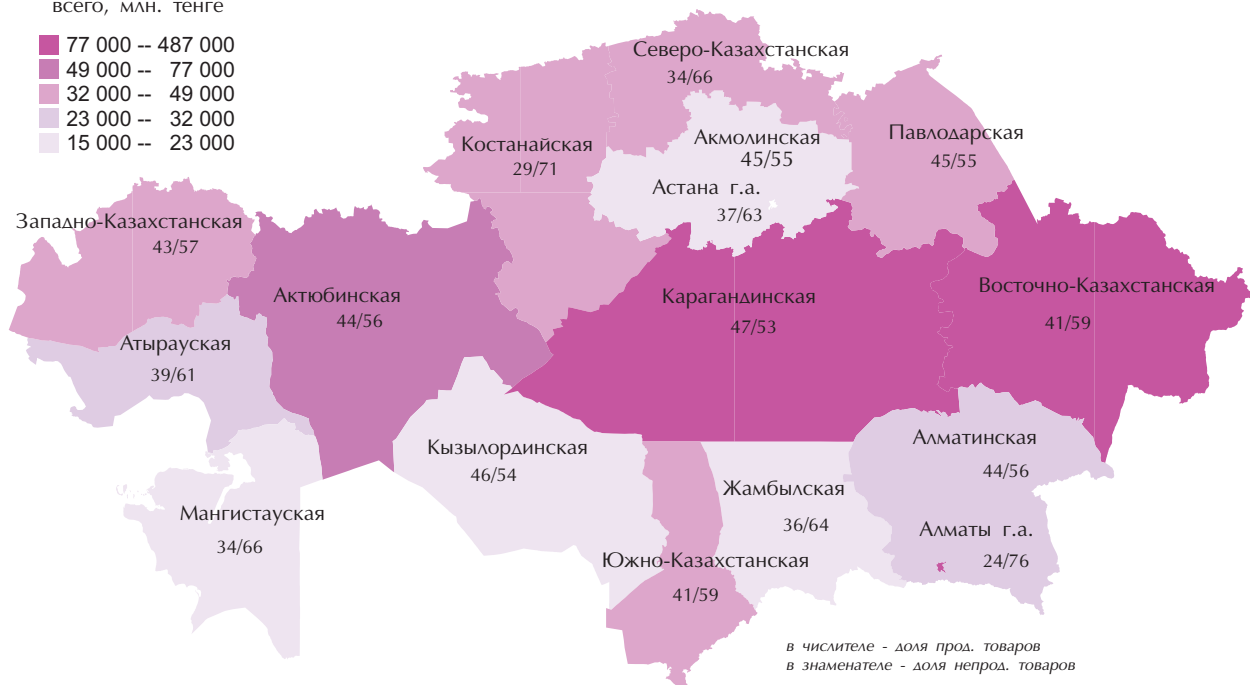 всего, млн. тенге
77 000 -- 487 000
49 000 -- 77 000
32 000 -- 49 000
23 000 -- 32 000
15 000 -- 23 000
Северо-Казахстанская
34/66
Костанайская
29/71
Акмолинская
45/55
Павлодарская
45/55
Астана г.а.
37/63
Западно-Казахстанская
43/57
Актюбинская
44/56
Карагандинская
47/53
Восточно-Казахстанская
41/59
Атырауская
39/61
Кызылординская
46/54
Алматинская
44/56
Жамбылская
36/64
Мангистауская
34/66
Алматы г.а.
24/76
Южно-Казахстанская
41/59
в числителе - доля прод. товаров
в знаменателе - доля непрод. товаров